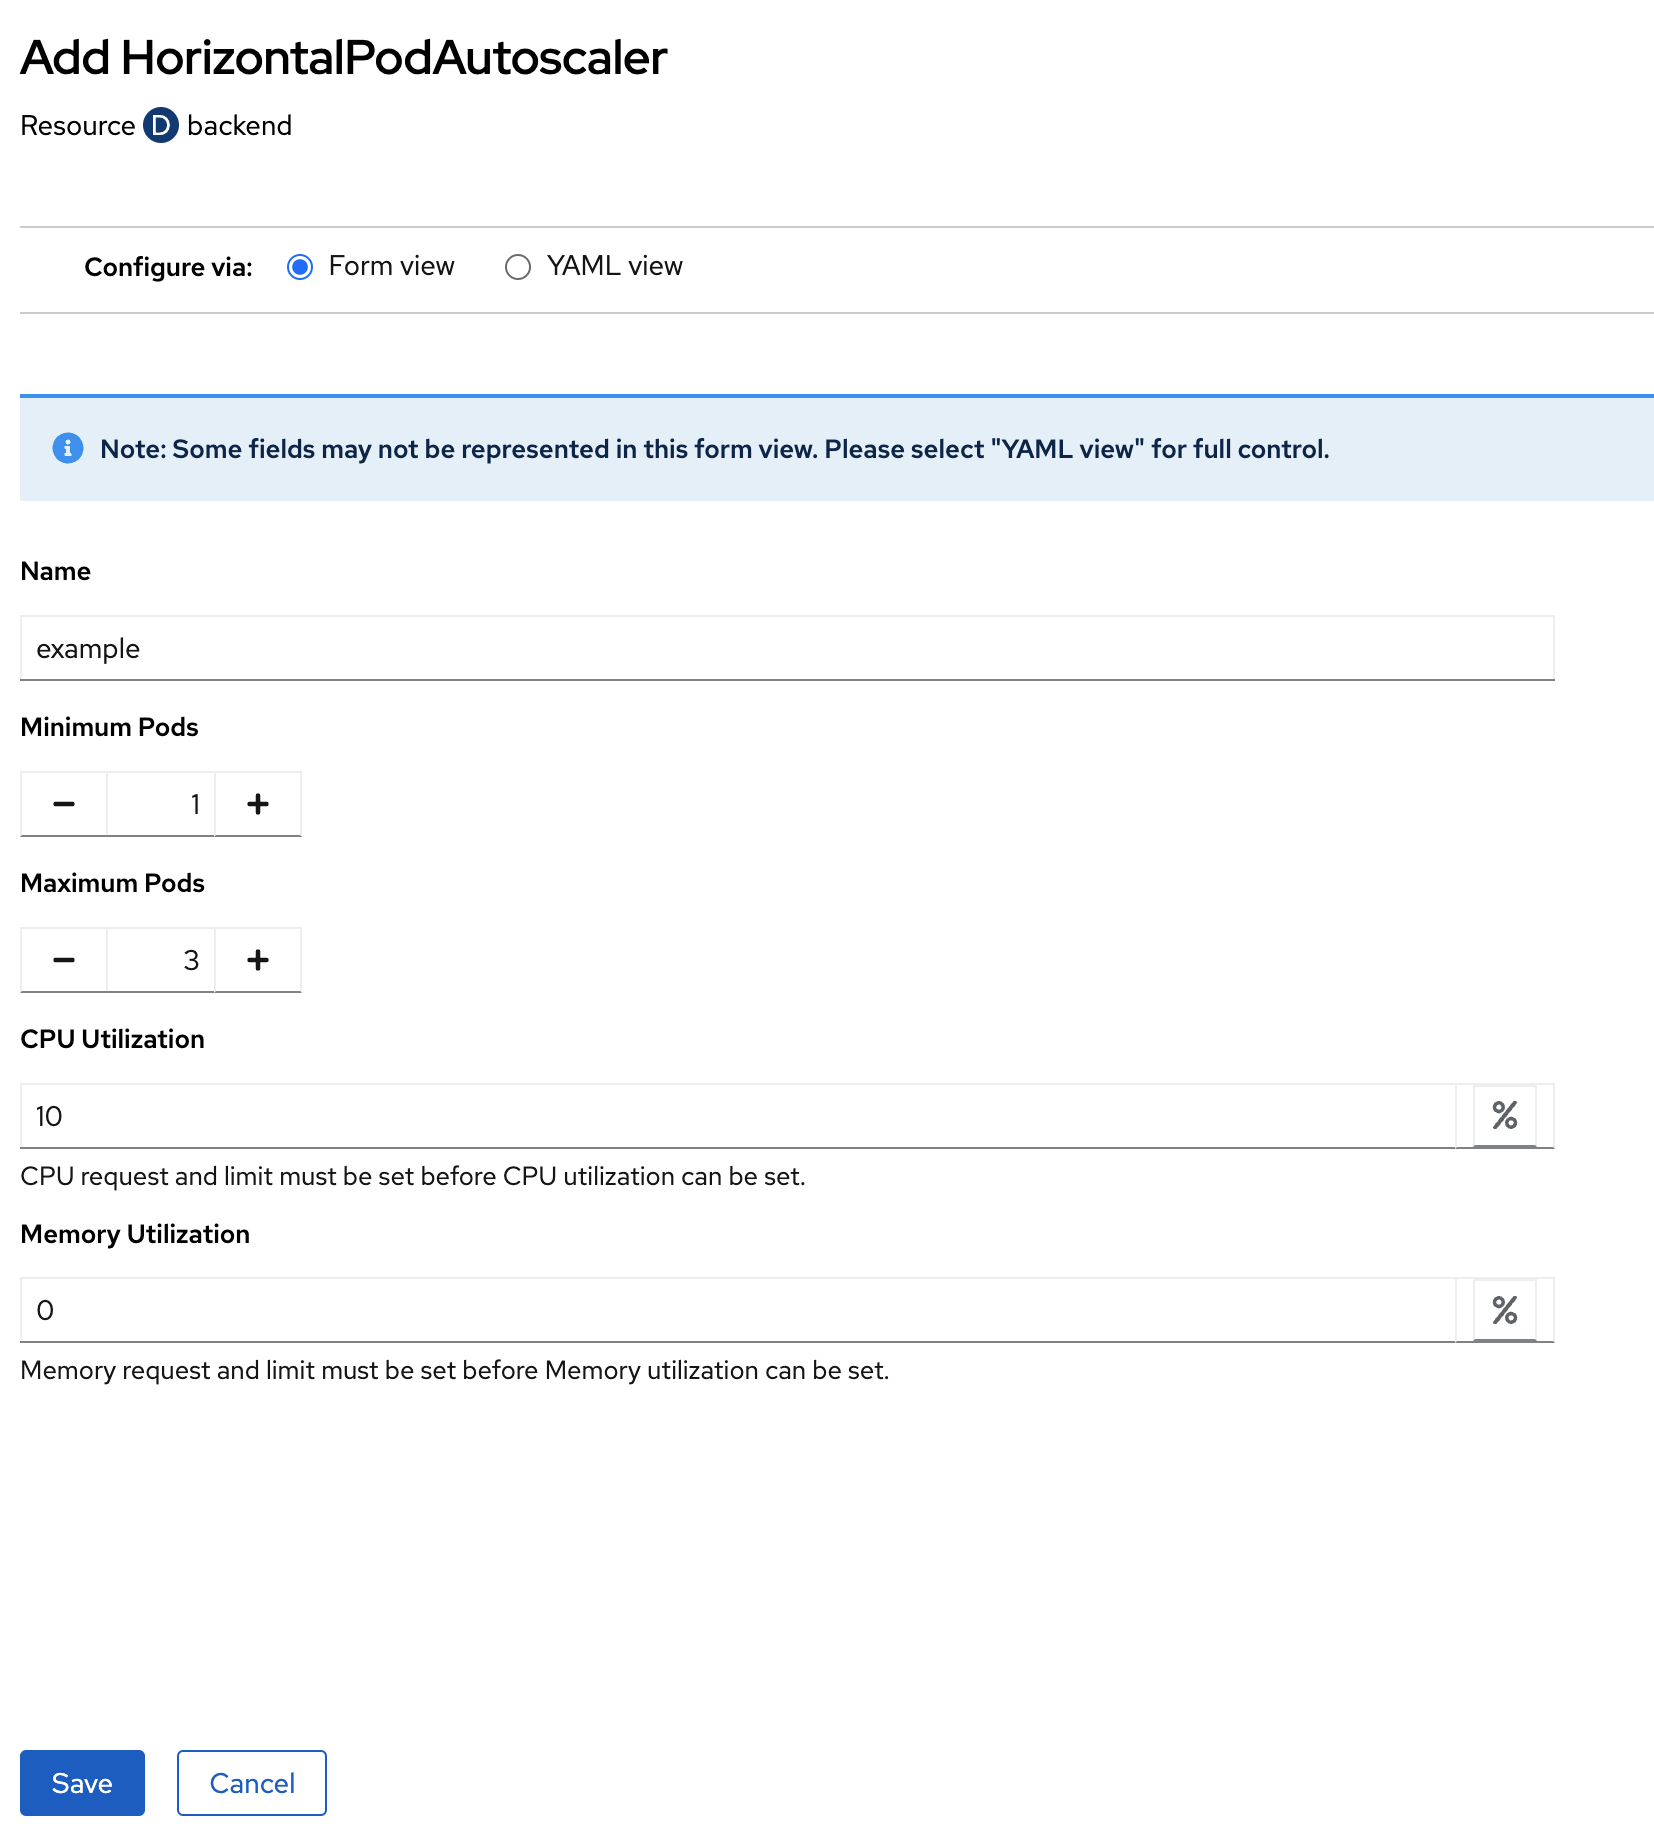 Add HorizontalPodAutoscaler
Resource D backend
Configure via: Form view YAML view
Note: Some fields may not be represented in this form view. Please select "YAML view" for full control.
Name
example
Minimum Pods
1
Maximum Pods
3
CPU Utilization
10 %
CPU request and limit must be set before CPU utilization can be set.
Memory Utilization
0 %
Memory request and limit must be set before Memory utilization can be set.
Save Cancel